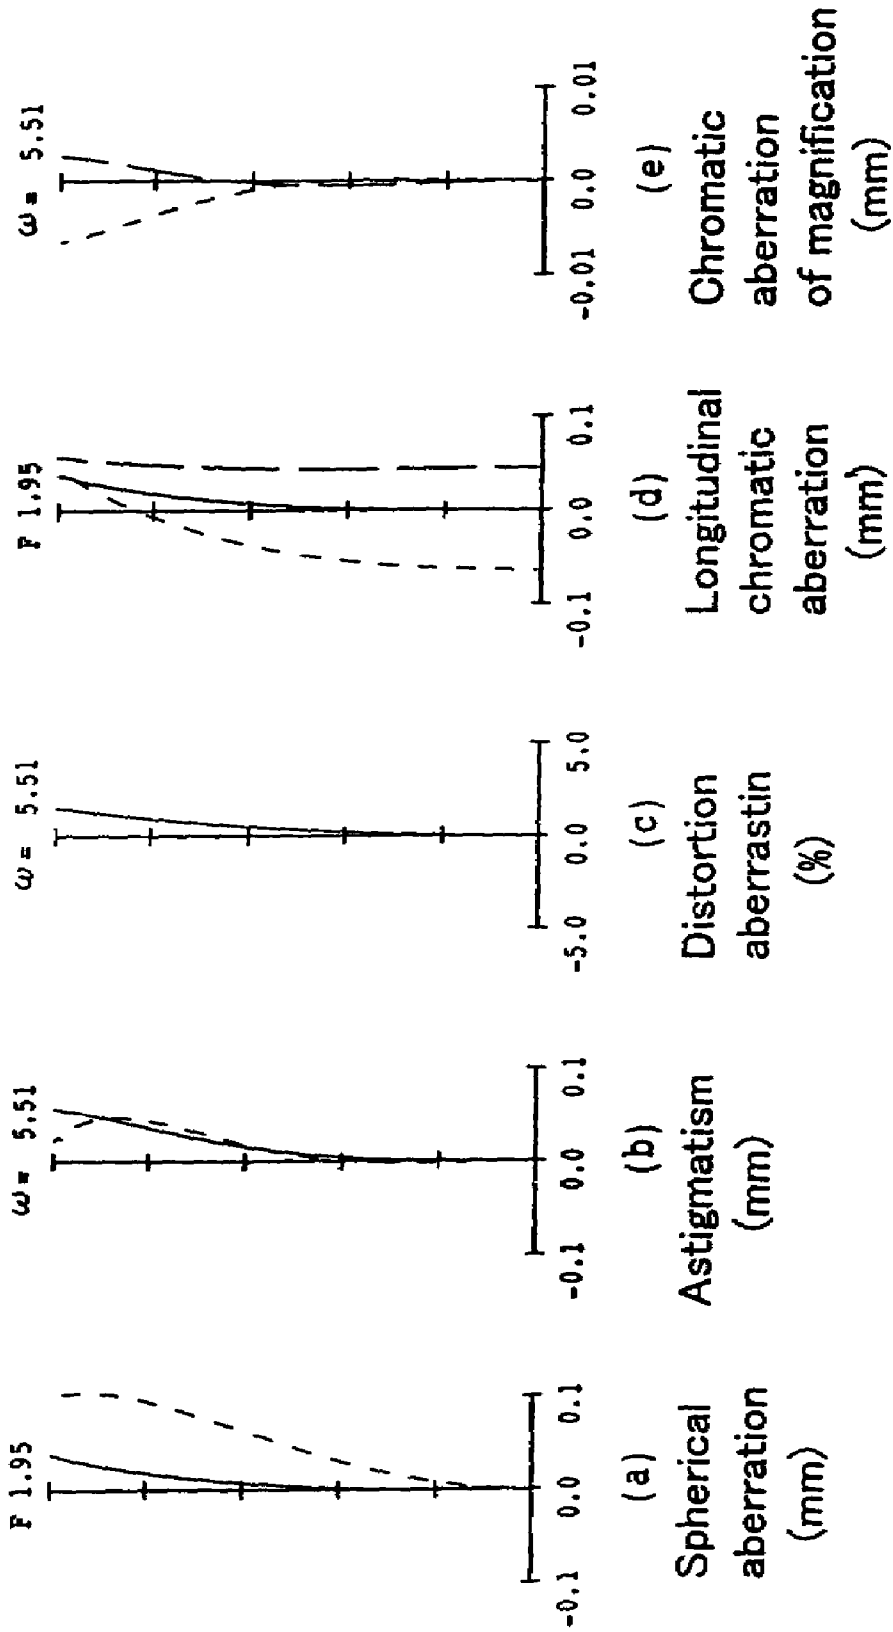 F 1.95
-0.1 0.0 0.1
(a)
Spherical
aberration
(mm)
ω = 5.51
-0.1 0.0 0.1
(b)
Astigmatism
(mm)
ω = 5.51
-5.0 0.0 5.0
(c)
Distortion
aberrastin
(%)
F 1.95
-0.1 0.0 0.1
(d)
Longitudinal
chromatic
aberration
(mm)
ω = 5.51
-0.01 0.0 0.01
(e)
Chromatic
aberration
of magnification
(mm)